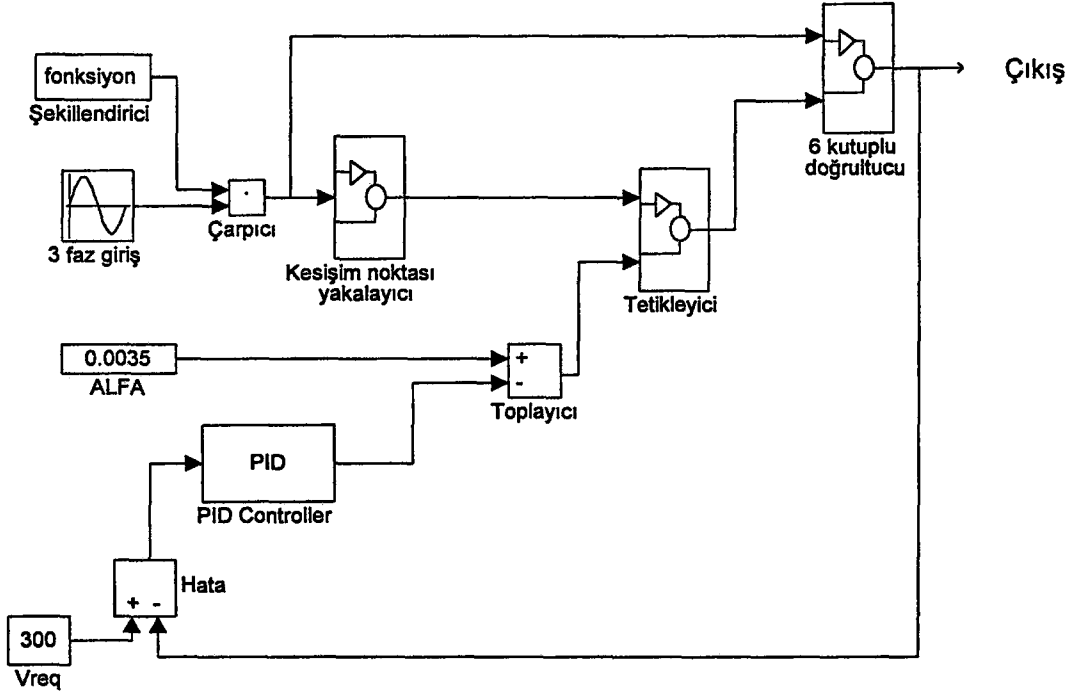 fonksiyon
Şekillendirici
3 faz giriş
.
Çarpıcı
Kesişim noktası
yakalayıcı
Tetikleyici
6 kutuplu
doğrultucu
Çıkış
0.0035
ALFA
+
-
Toplayıcı
PID
PID Controller
+ -
Hata
300
Vreq